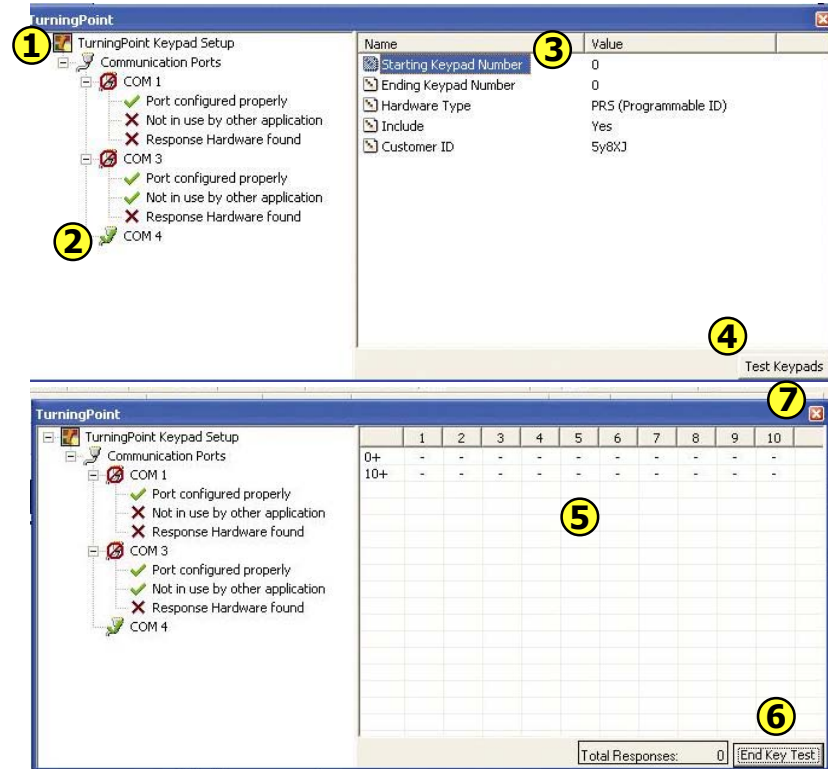 TurningPoint
1 TurningPoint Keypad Setup
Communication Ports
COM 1
Port configured properly
Not in use by other application
Response Hardware found
COM 3
Port configured properly
Not in use by other application
Response Hardware found
2 COM 4
Name 3 Value
Starting Keypad Number 0
Ending Keypad Number 0
Hardware Type PRS (Programmable ID)
Include Yes
Customer ID 5y8XJ
4
Test Keypads
7
TurningPoint
TurningPoint Keypad Setup
Communication Ports
COM 1
Port configured properly
Not in use by other application
Response Hardware found
COM 3
Port configured properly
Not in use by other application
Response Hardware found
COM 4
1 2 3 4 5 6 7 8 9 10
0+ - - - - - - - - - -
10+ - - - - - - - - - -
5
6
Total Responses: 0 End Key Test